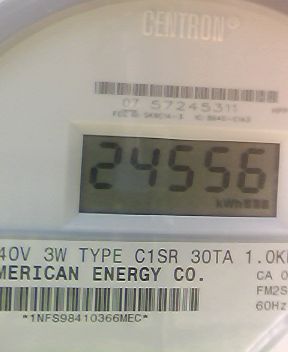 CENTRON®
07 57245311
24556
kWh
40V 3W TYPE C1SR 30TA 1.0K
MERICAN ENERGY CO.
CA 0
FM2S
60Hz
*1NFS98410366MEC*